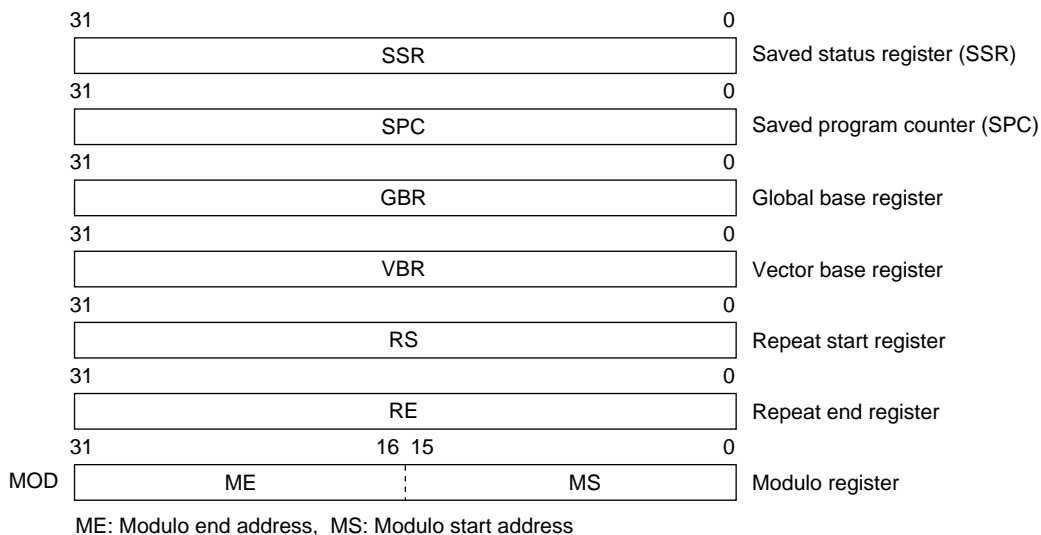 31 0
SSR Saved status register (SSR)
31 0
SPC Saved program counter (SPC)
31 0
GBR Global base register
31 0
VBR Vector base register
31 0
RS Repeat start register
31 0
RE Repeat end register
31 16 15 0
MOD ME MS Modulo register
ME: Modulo end address, MS: Modulo start address